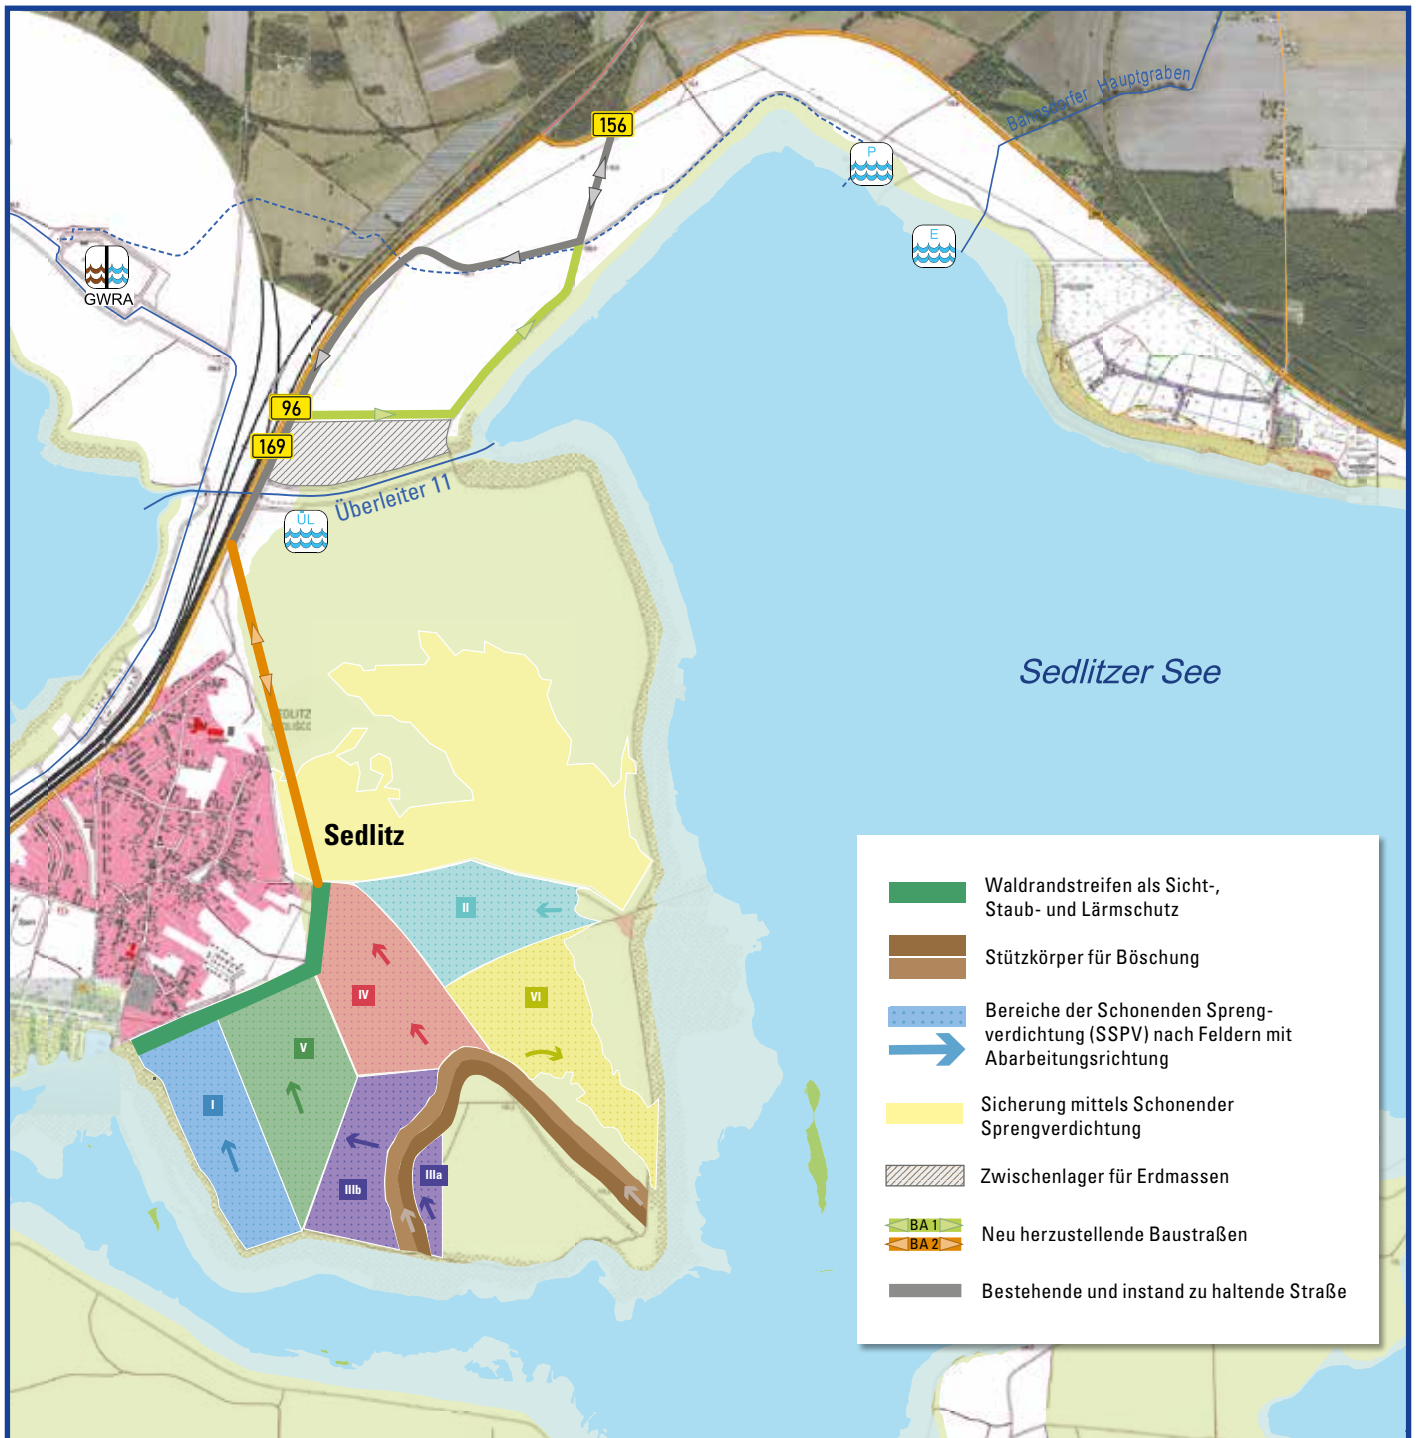 Bahnsdorfer Hauptgraben
156
P
E
GWRA
96
169
Überleiter 11
ÜL
Sedlitzer See
SEDLITZ
Sedlitz
II
IV
VI
V
I
IIIb
IIIa
Waldrandstreifen als Sicht-,
Staub- und Lärmschutz
Stützkörper für Böschung
Bereiche der Schonenden Spreng-
verdichtung (SSPV) nach Feldern mit
Abarbeitungsrichtung
Sicherung mittels Schonender
Sprengverdichtung
Zwischenlager für Erdmassen
BA 1
BA 2
Neu herzustellende Baustraßen
Bestehende und instand zu haltende Straße